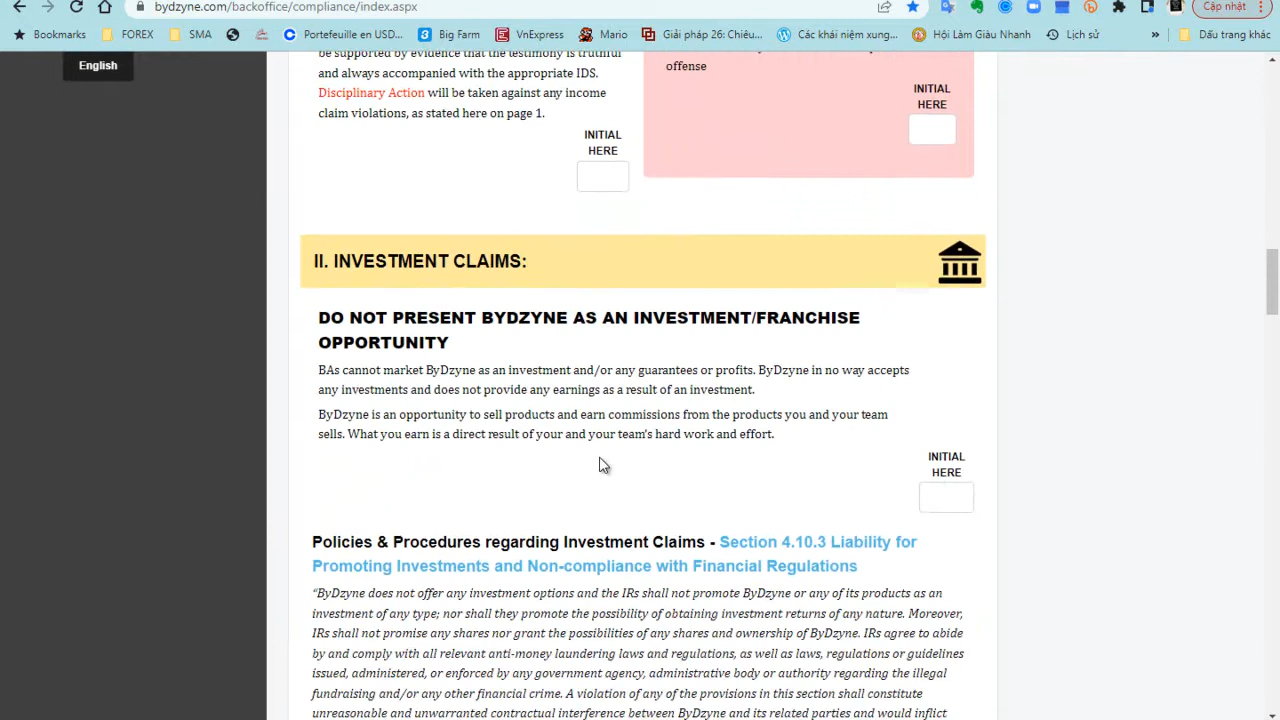 bydzyne.com/backoffice/compliance/index.aspx
Cập nhật
Bookmarks FOREX SMA Portefeuille en USD... Big Farm VnExpress Mario Giải pháp 26: Chiêu... Các khái niệm xung... Hội Làm Giàu Nhanh Lịch sử » Dấu trang khác
English
be supported by evidence that the testimony is truthful
and always accompanied with the appropriate IDS.
Disciplinary Action will be taken against any income
claim violations, as stated here on page 1.
INITIAL
HERE
offense
INITIAL
HERE
II. INVESTMENT CLAIMS:
DO NOT PRESENT BYDZYNE AS AN INVESTMENT/FRANCHISE
OPPORTUNITY
BAs cannot market ByDzyne as an investment and/or any guarantees or profits. ByDzyne in no way accepts
any investments and does not provide any earnings as a result of an investment.
ByDzyne is an opportunity to sell products and earn commissions from the products you and your team
sells. What you earn is a direct result of your and your team's hard work and effort.
INITIAL
HERE
Policies & Procedures regarding Investment Claims - Section 4.10.3 Liability for
Promoting Investments and Non-compliance with Financial Regulations
“ByDzyne does not offer any investment options and the IRs shall not promote ByDzyne or any of its products as an
investment of any type; nor shall they promote the possibility of obtaining investment returns of any nature. Moreover,
IRs shall not promise any shares nor grant the possibilities of any shares and ownership of ByDzyne. IRs agree to abide
by and comply with all relevant anti-money laundering laws and regulations, as well as laws, regulations or guidelines
issued, administered, or enforced by any government agency, administrative body or authority regarding the illegal
fundraising and/or any other financial crime. A violation of any of the provisions in this section shall constitute
unreasonable and unwarranted contractual interference between ByDzyne and its related parties and would inflict